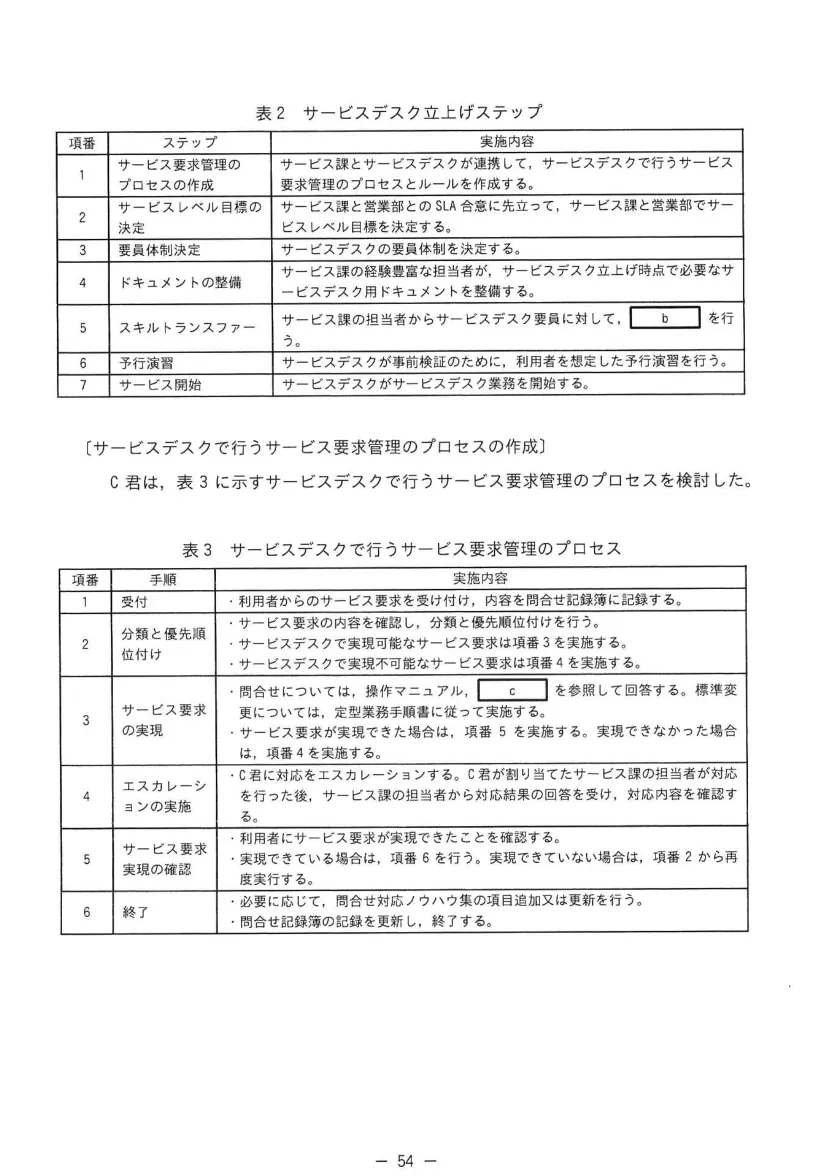 表2　サービスデスク立上げステップ
項番　ステップ　実施内容
1　サービス要求管理の　サービス課とサービスデスクが連携して，サービスデスクで行うサービス
プロセスの作成　要求管理のプロセスとルールを作成する。
2　サービスレベル目標の　サービス課と営業部との SLA 合意に先立って，サービス課と営業部でサー
決定　ビスレベル目標を決定する。
3　要員体制決定　サービスデスクの要員体制を決定する。
4　ドキュメントの整備　サービス課の経験豊富な担当者が，サービスデスク立上げ時点で必要なサ
ービスデスク用ドキュメントを整備する。
5　スキルトランスファー　サービス課の担当者からサービスデスク要員に対して，　b　を行
う。
6　予行演習　サービスデスクが事前検証のために，利用者を想定した予行演習を行う。
7　サービス開始　サービスデスクがサービスデスク業務を開始する。
〔サービスデスクで行うサービス要求管理のプロセスの作成〕
C 君は，表 3 に示すサービスデスクで行うサービス要求管理のプロセスを検討した。
表3　サービスデスクで行うサービス要求管理のプロセス
項番　手順　実施内容
1　受付　・利用者からのサービス要求を受け付け，内容を問合せ記録簿に記録する。
2　分類と優先順　・サービス要求の内容を確認し，分類と優先順位付けを行う。
位付け　・サービスデスクで実現可能なサービス要求は項番 3 を実施する。
・サービスデスクで実現不可能なサービス要求は項番 4 を実施する。
3　サービス要求　・問合せについては，操作マニュアル，　c　を参照して回答する。標準変
の実現　更については，定型業務手順書に従って実施する。
・サービス要求が実現できた場合は，項番 5 を実施する。実現できなかった場合
は，項番 4 を実施する。
4　エスカレーシ　・C 君に対応をエスカレーションする。C 君が割り当てたサービス課の担当者が対応
ョンの実施　を行った後，サービス課の担当者から対応結果の回答を受け，対応内容を確認す
る。
5　サービス要求　・利用者にサービス要求が実現できたことを確認する。
実現の確認　・実現できている場合は，項番 6 を行う。実現できていない場合は，項番 2 から再
度実行する。
6　終了　・必要に応じて，問合せ対応ノウハウ集の項目追加又は更新を行う。
・問合せ記録簿の記録を更新し，終了する。
－ 54 －